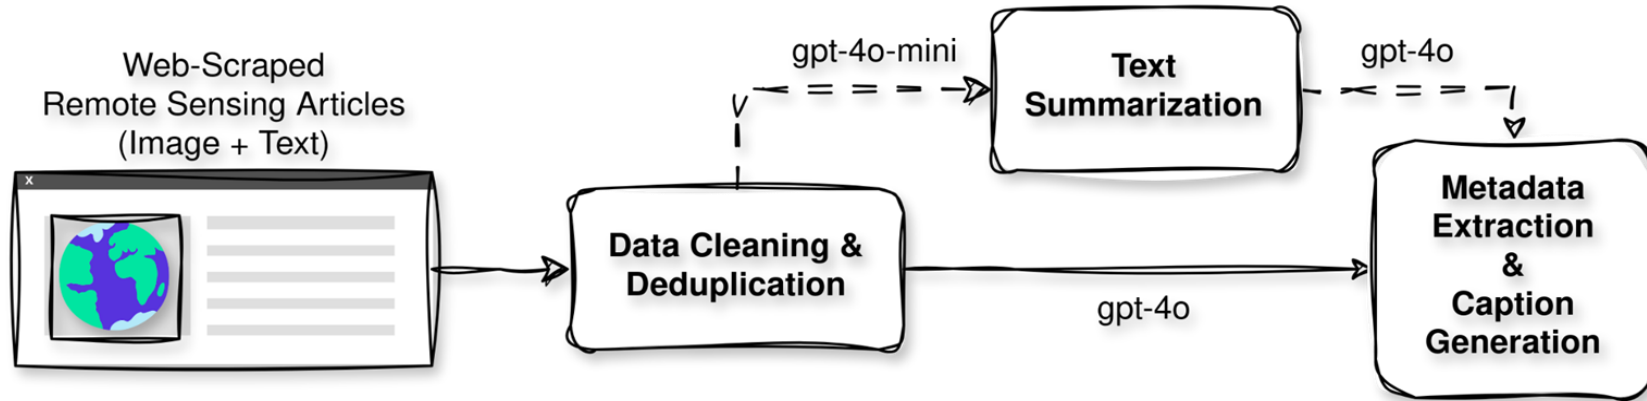 Web-Scraped
Remote Sensing Articles
(Image + Text)
x
gpt-4o-mini
Text
Summarization
gpt-4o
Data Cleaning &
Deduplication
gpt-4o
Metadata
Extraction
&
Caption
Generation